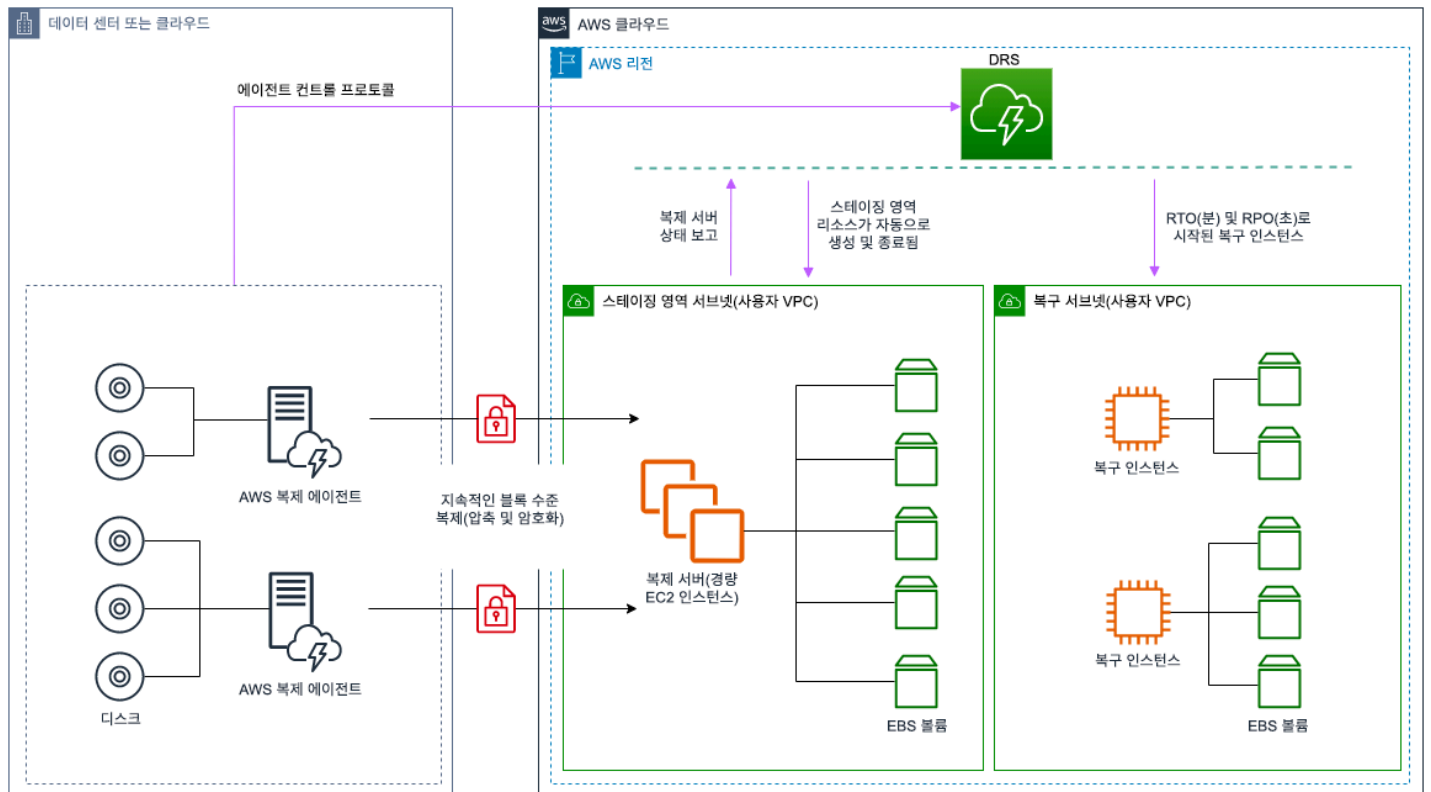 데이터 센터 또는 클라우드
aws
AWS 클라우드
AWS 리전
DRS
에이전트 컨트롤 프로토콜
복제 서버
상태 보고
스테이징 영역
리소스가 자동으로
생성 및 종료됨
RTO(분) 및 RPO(초)로
시작된 복구 인스턴스
스테이징 영역 서브넷(사용자 VPC)
복구 서브넷(사용자 VPC)
AWS 복제 에이전트
지속적인 블록 수준
복제(압축 및 암호화)
AWS 복제 에이전트
디스크
복제 서버(경량
EC2 인스턴스)
EBS 볼륨
복구 인스턴스
복구 인스턴스
EBS 볼륨